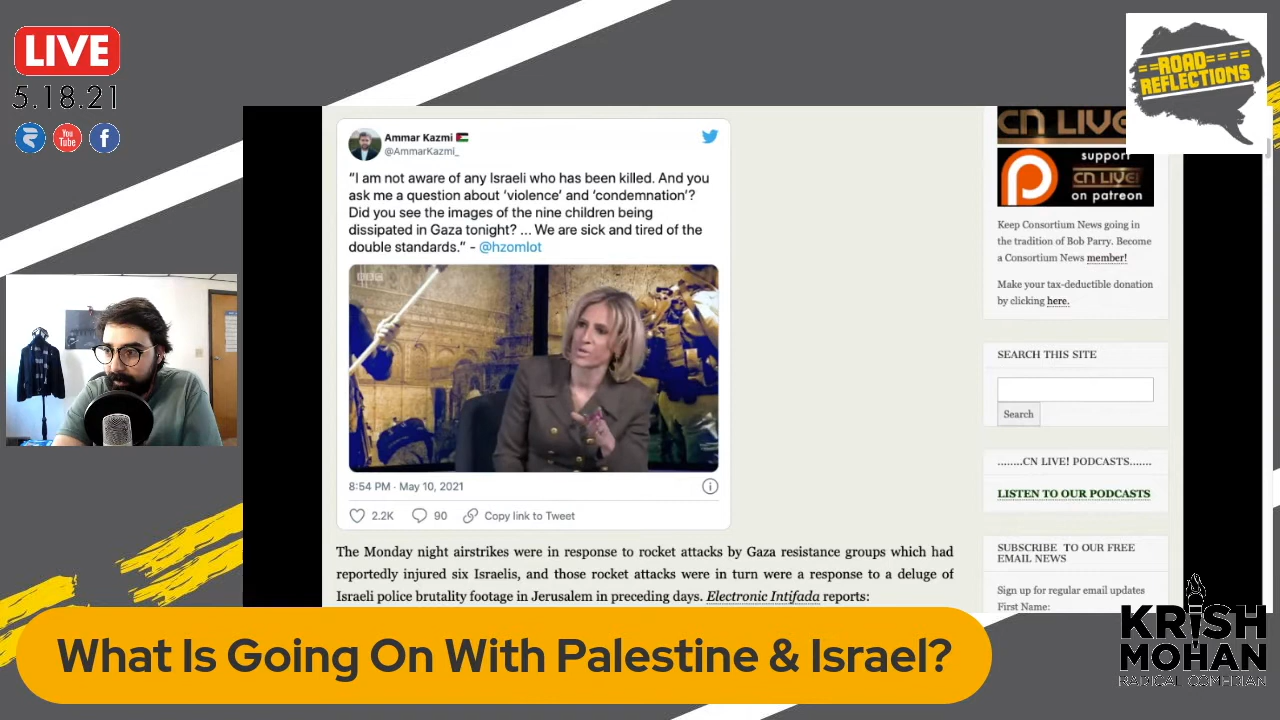 LIVE
5.18.21
You
Tube
==ROAD====
REFLECTIONS
Ammar Kazmi
@AmmarKazmi_
“I am not aware of any Israeli who has been killed. And you
ask me a question about ‘violence’ and ‘condemnation’?
Did you see the images of the nine children being
dissipated in Gaza tonight? ... We are sick and tired of the
double standards.” - @hzomlot
BBC
8:54 PM · May 10, 2021
2.2K
90
Copy link to Tweet
The Monday night airstrikes were in response to rocket attacks by Gaza resistance groups which had
reportedly injured six Israelis, and those rocket attacks were in turn were a response to a deluge of
Israeli police brutality footage in Jerusalem in preceding days. Electronic Intifada reports:
CN LIVE!
support
CN LIVE!
on patreon
Keep Consortium News going in
the tradition of Bob Parry. Become
a Consortium News member!
Make your tax-deductible donation
by clicking here.
SEARCH THIS SITE
Search
........CN LIVE! PODCASTS.......
LISTEN TO OUR PODCASTS
SUBSCRIBE TO OUR FREE
EMAIL NEWS
Sign up for regular email updates
First Name:
What Is Going On With Palestine & Israel?
KRISH
MOHAN
RADICAL COMEDIAN